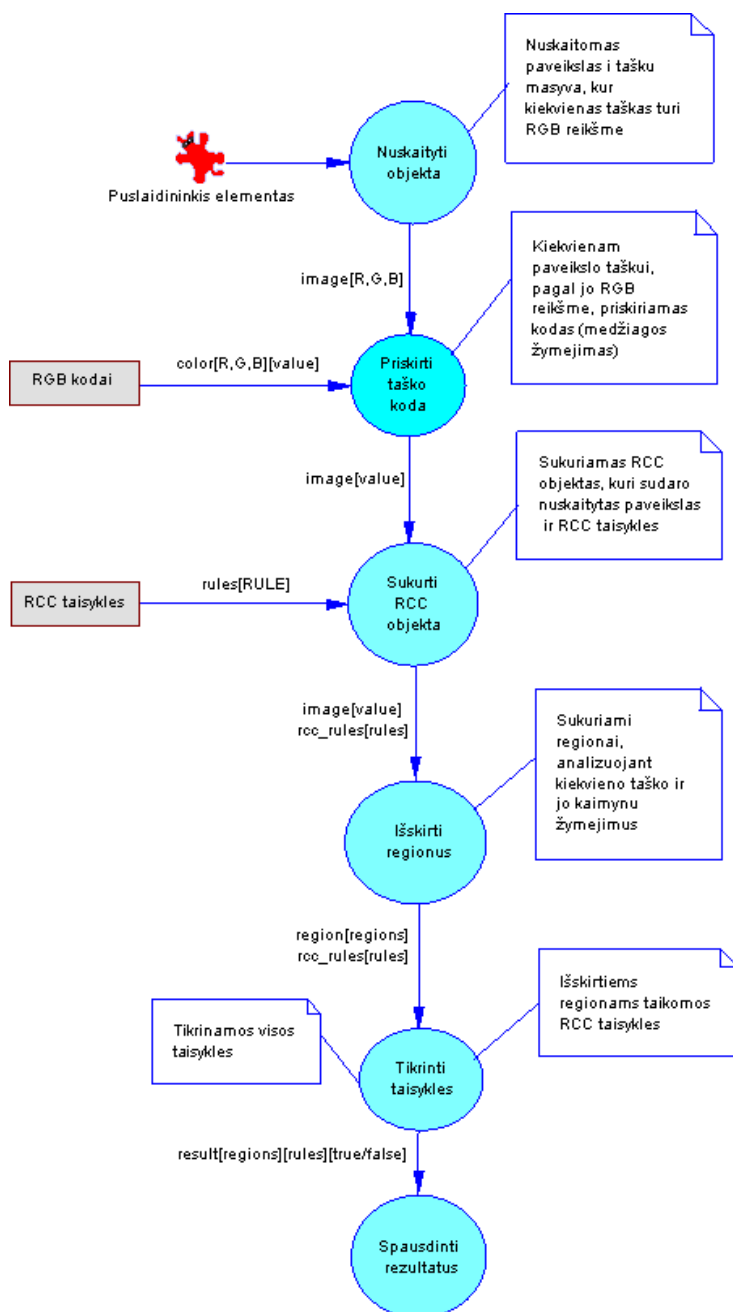 Nuskaitomas
paveikslas i tašku
masyva, kur
kiekvienas taškas turi
RGB reikšme
Nuskaityti
objekta
Puslaidininkis elementas
image[R,G,B]
Kiekvienam
paveikslo taškui,
pagal jo RGB
reikšme, priskiriamas
kodas (medžiagos
žymejimas)
RGB kodai
color[R,G,B][value]
Priskirti
taško
koda
image[value]
Sukuriamas RCC
objektas, kuri sudaro
nuskaitytas paveikslas
ir RCC taisykles
RCC taisykles
rules[RULE]
Sukurti
RCC
objekta
image[value]
rcc_rules[rules]
Sukuriami
regionai,
analizuojant
kiekvieno taško ir
jo kaimynu
žymejimus
Išskirti
regionus
region[regions]
rcc_rules[rules]
Išskirtiems
regionams taikomos
RCC taisykles
Tikrinamos visos
taisykles
Tikrinti
taisykles
result[regions][rules][true/false]
Spausdinti
rezultatus